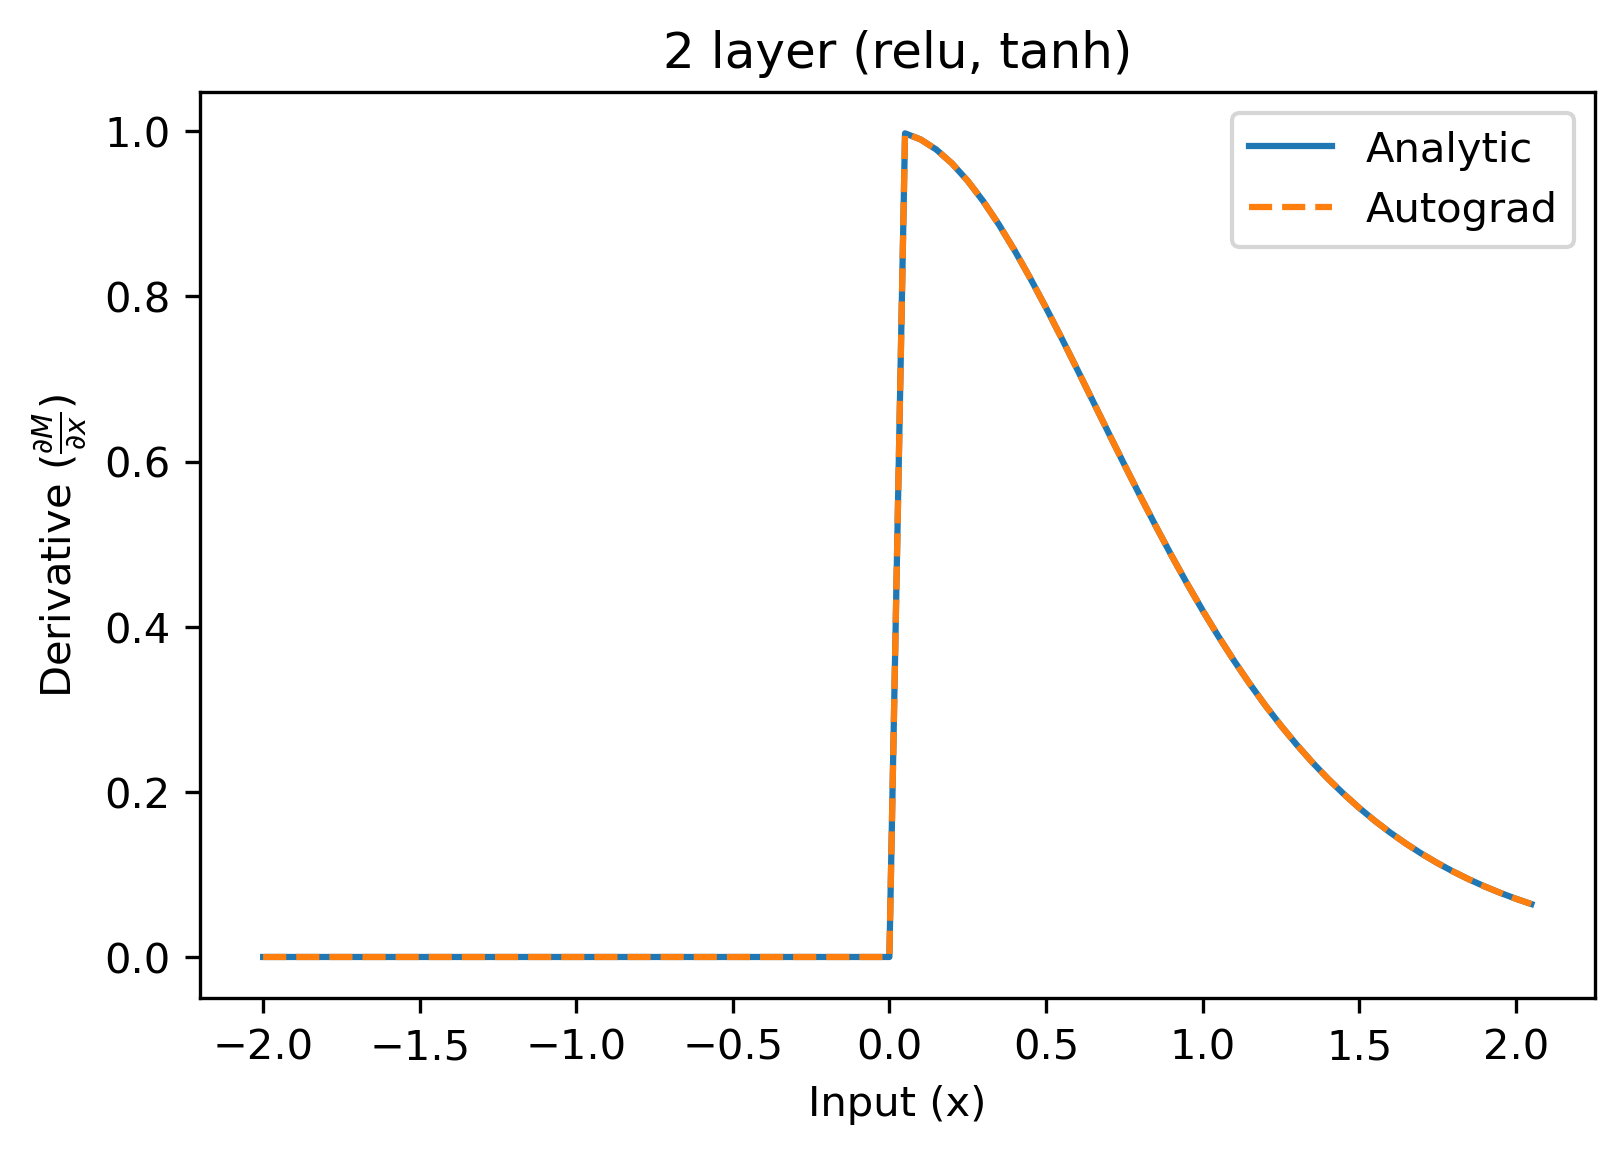 2 layer (relu, tanh)
Analytic
Autograd
Derivative (∂M/∂x)
1.0
0.8
0.6
0.4
0.2
0.0
−2.0 −1.5 −1.0 −0.5 0.0 0.5 1.0 1.5 2.0
Input (x)